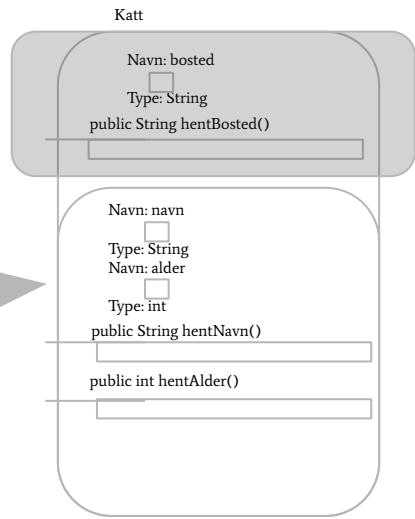 Katt
Navn: bosted
Type: String
public String hentBosted()
Navn: navn
Type: String
Navn: alder
Type: int
public String hentNavn()
public int hentAlder()